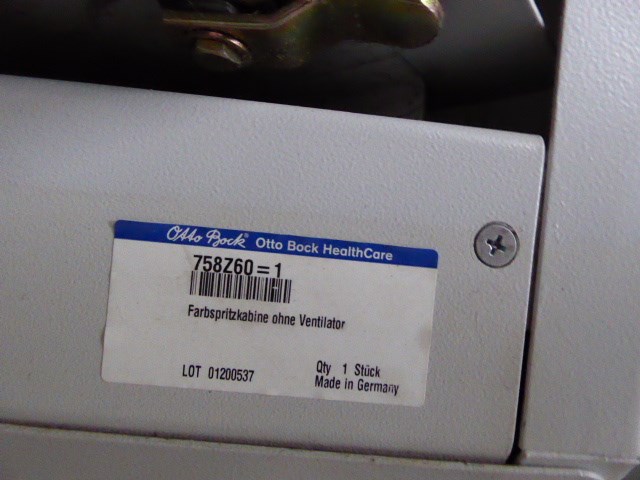 Otto Bock® Otto Bock HealthCare
758Z60=1
Farbspritzkabine ohne Ventilator
LOT 01200537 Qty 1 Stück
Made in Germany